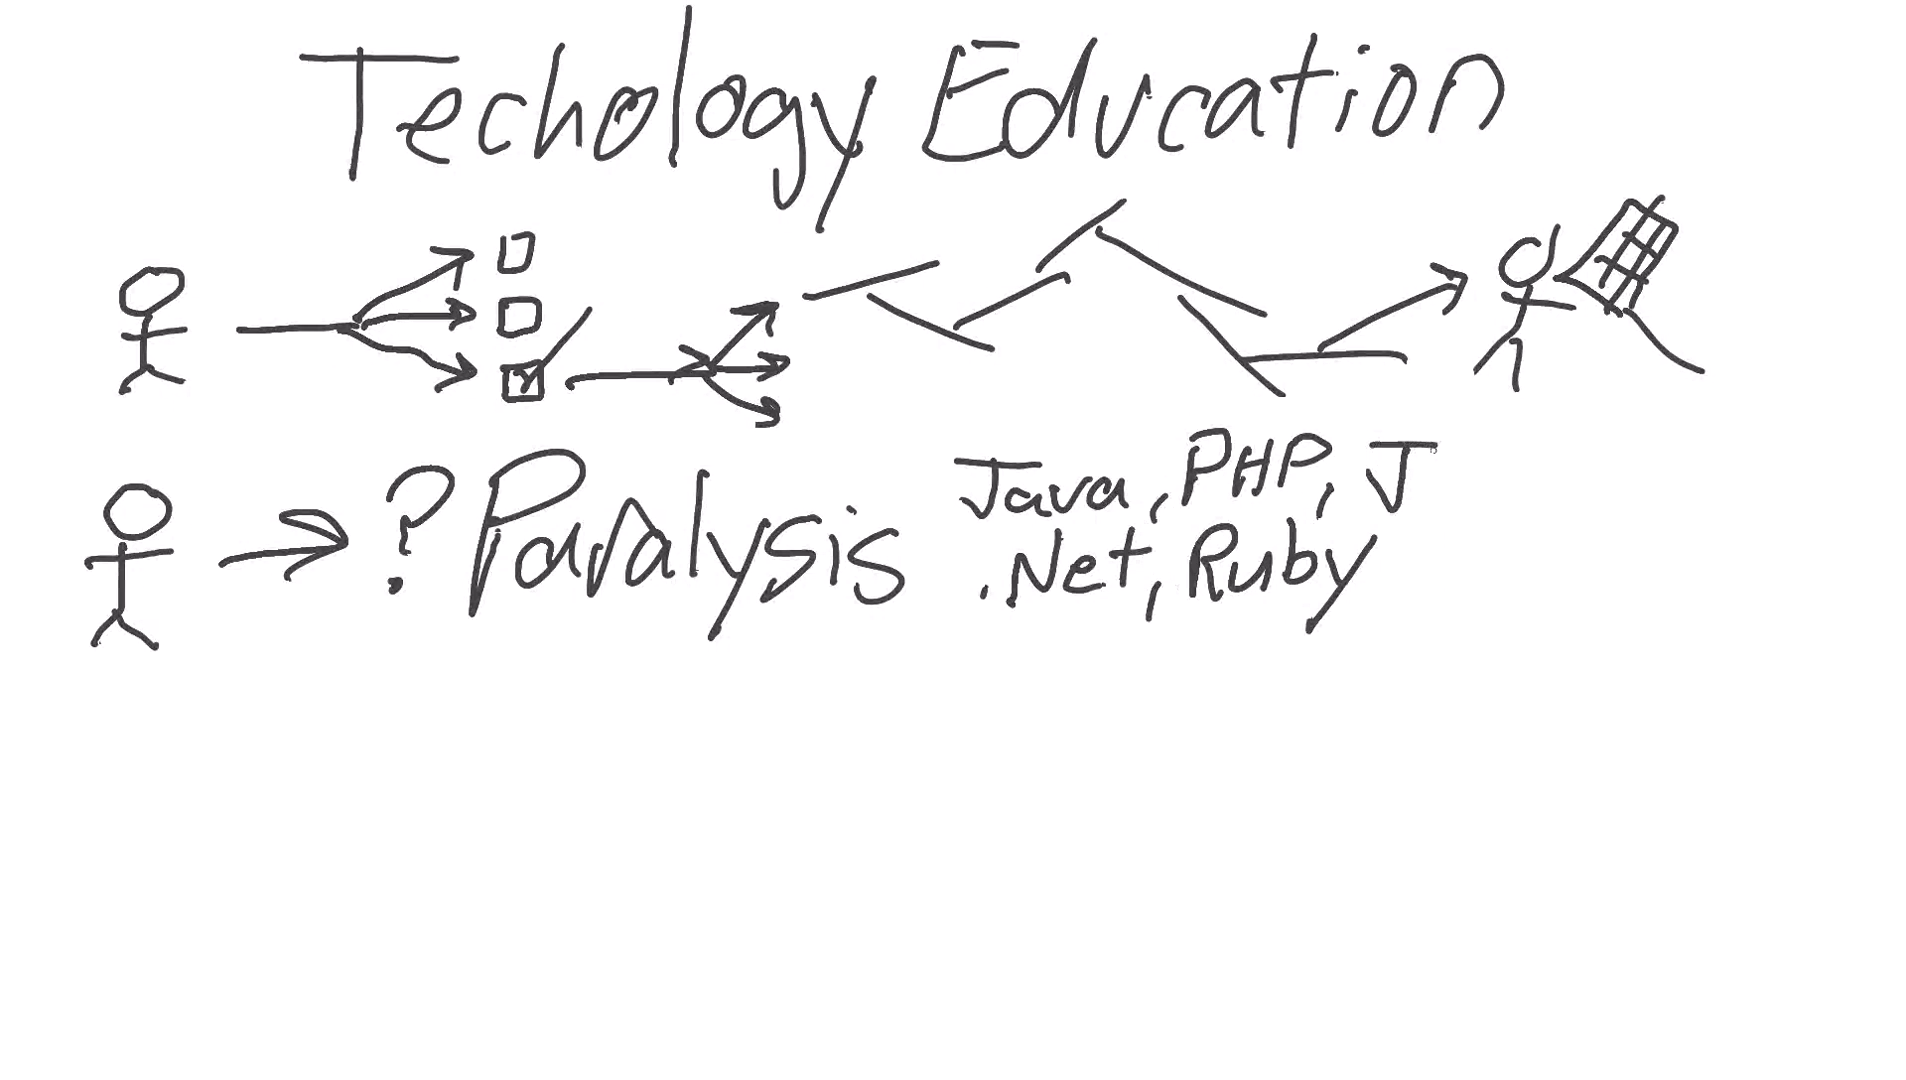 Techology Education
? Paralysis
Java, PHP, J
.Net, Ruby